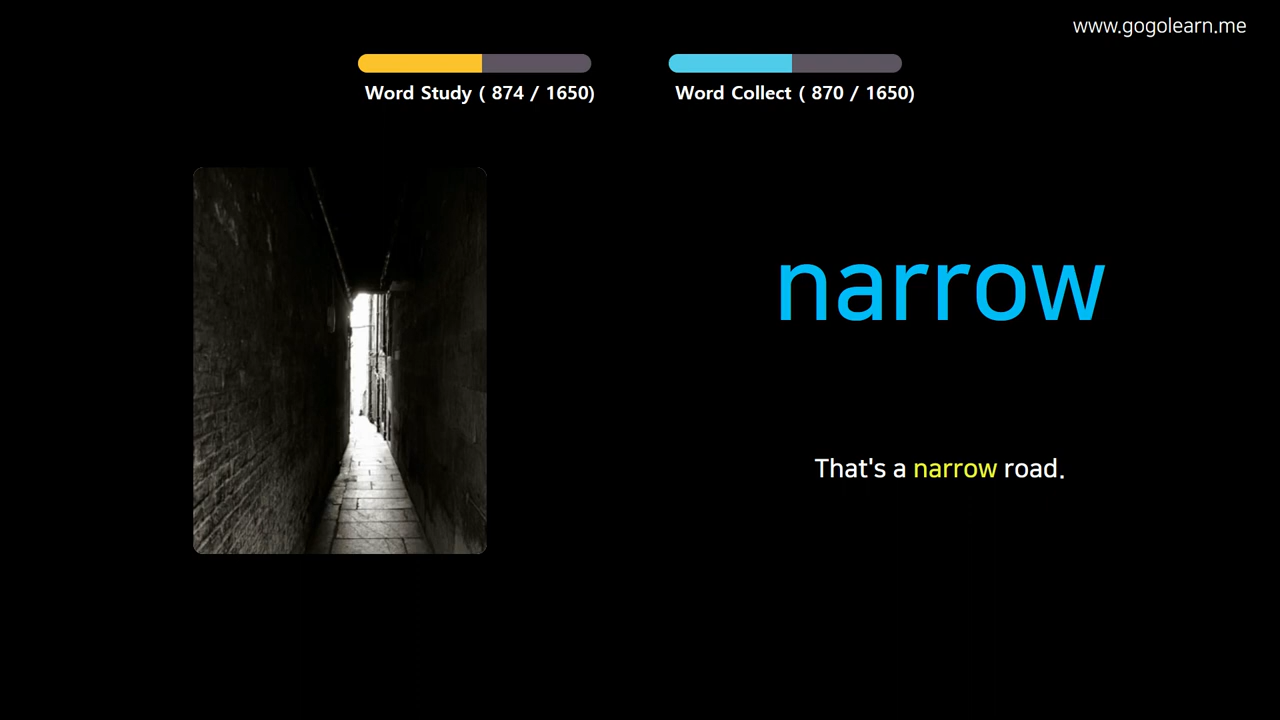 www.gogolearn.me
Word Study ( 874 / 1650)
Word Collect ( 870 / 1650)
narrow
That's a narrow road.